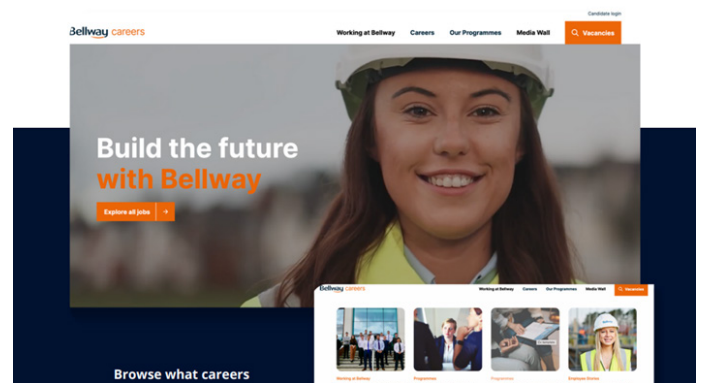 Candidate login
Bellway careers
Working at Bellway Careers Our Programmes Media Wall Vacancies
Build the future
with Bellway
Explore all jobs
Bellway careers
Working at Bellway Careers Our Programmes Media Wall Vacancies
Working at Bellway Programmes Programmes Employee Stories
Browse what careers